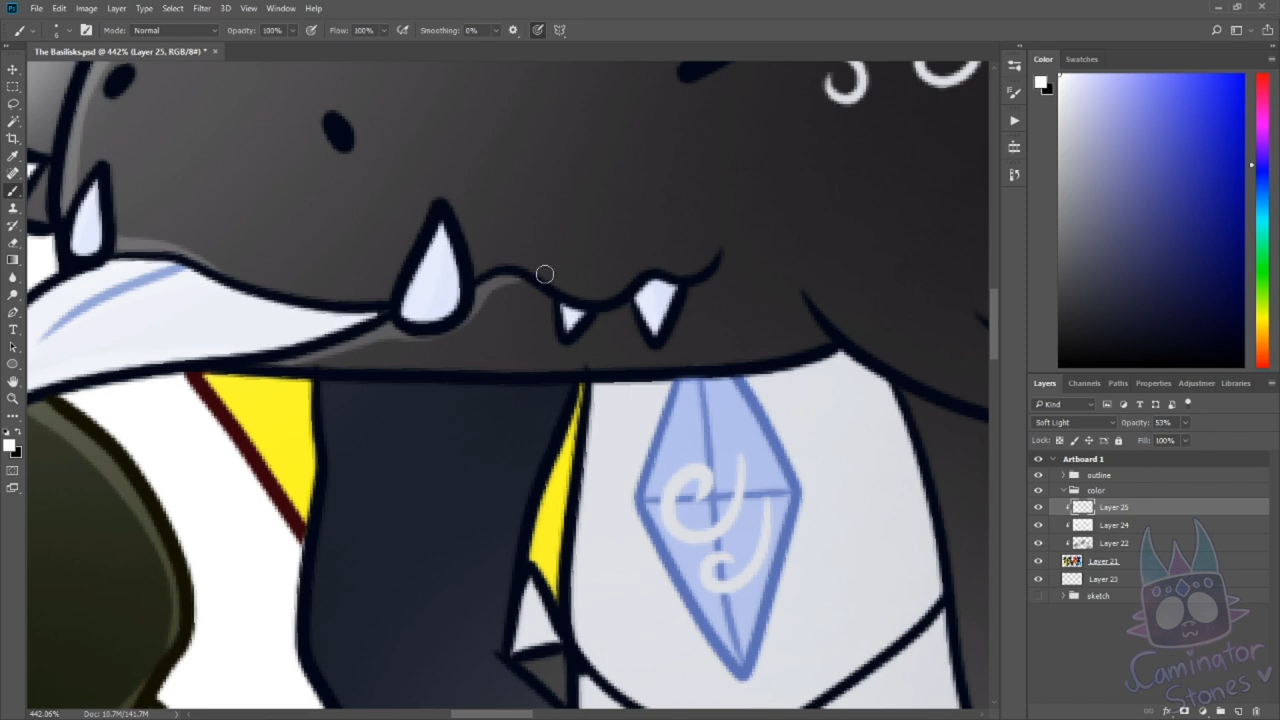 Ps File Edit Image Layer Type Select Filter 3D View Window Help
6 Mode: Normal Opacity: 100% Flow: 100% Smoothing: 0%
The Basilisks.psd @ 442% (Layer 25, RGB/8#) * ×
Color Swatches
Layers Channels Paths Properties Adjustmer Libraries
Kind
Soft Light Opacity: 53%
Lock: Fill: 100%
Artboard 1
outline
color
Layer 25
Layer 24
Layer 22
Layer 21
Layer 23
sketch
Caminator
Stones
442.06% Doc: 10.7M/141.7M